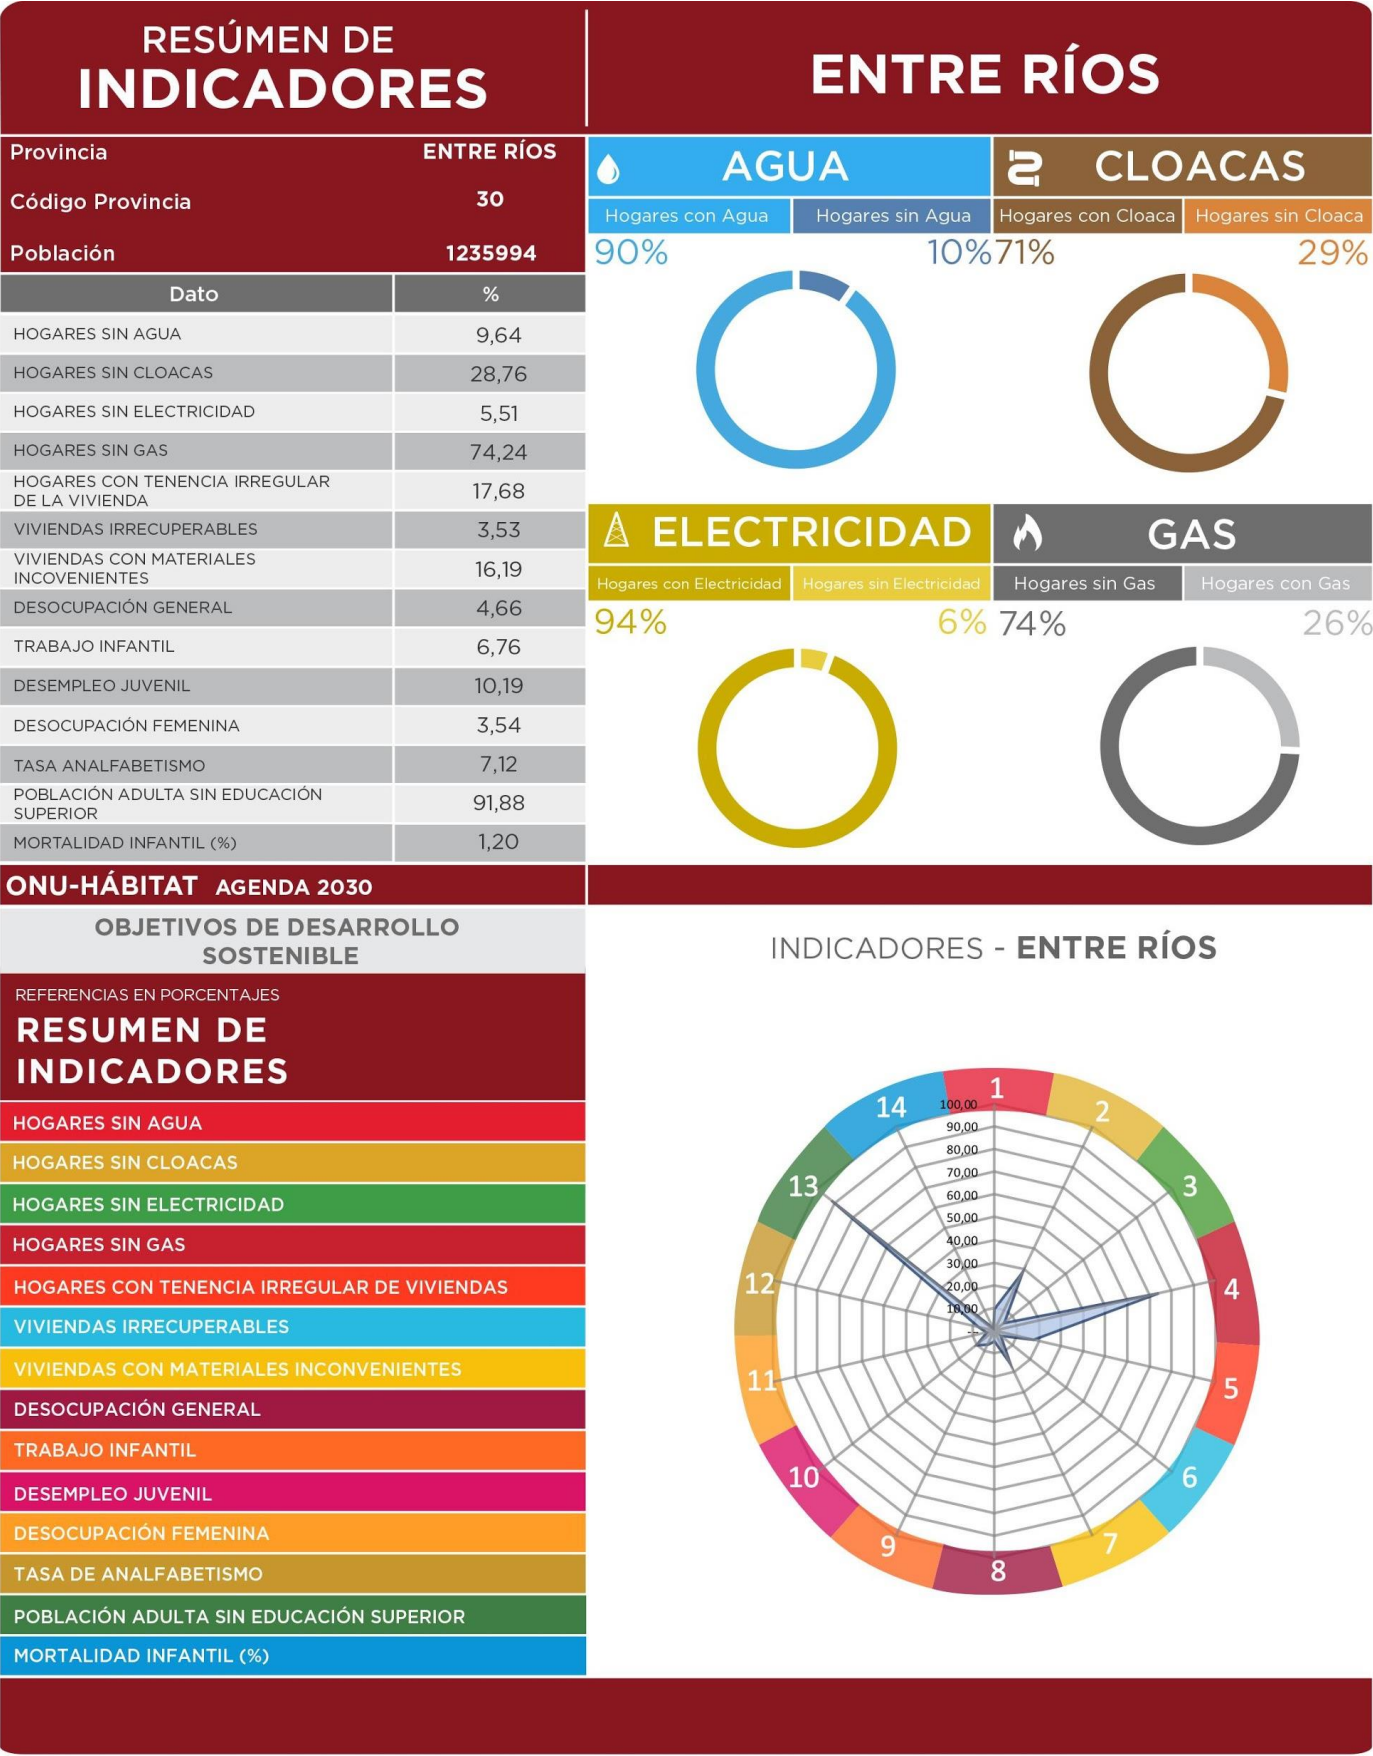 RESÚMEN DE
INDICADORES
ENTRE RÍOS
Provincia ENTRE RÍOS
Código Provincia 30
Población 1235994
Dato %
HOGARES SIN AGUA 9,64
HOGARES SIN CLOACAS 28,76
HOGARES SIN ELECTRICIDAD 5,51
HOGARES SIN GAS 74,24
HOGARES CON TENENCIA IRREGULAR
DE LA VIVIENDA 17,68
VIVIENDAS IRRECUPERABLES 3,53
VIVIENDAS CON MATERIALES
INCOVENIENTES 16,19
DESOCUPACIÓN GENERAL 4,66
TRABAJO INFANTIL 6,76
DESEMPLEO JUVENIL 10,19
DESOCUPACIÓN FEMENINA 3,54
TASA ANALFABETISMO 7,12
POBLACIÓN ADULTA SIN EDUCACIÓN
SUPERIOR 91,88
MORTALIDAD INFANTIL (%) 1,20
AGUA
Hogares con Agua Hogares sin Agua
90% 10%
CLOACAS
Hogares con Cloaca Hogares sin Cloaca
71% 29%
ELECTRICIDAD
Hogares con Electricidad Hogares sin Electricidad
94% 6%
GAS
Hogares sin Gas Hogares con Gas
74% 26%
ONU-HÁBITAT AGENDA 2030
OBJETIVOS DE DESARROLLO
SOSTENIBLE
REFERENCIAS EN PORCENTAJES
RESUMEN DE
INDICADORES
HOGARES SIN AGUA
HOGARES SIN CLOACAS
HOGARES SIN ELECTRICIDAD
HOGARES SIN GAS
HOGARES CON TENENCIA IRREGULAR DE VIVIENDAS
VIVIENDAS IRRECUPERABLES
VIVIENDAS CON MATERIALES INCONVENIENTES
DESOCUPACIÓN GENERAL
TRABAJO INFANTIL
DESEMPLEO JUVENIL
DESOCUPACIÓN FEMENINA
TASA DE ANALFABETISMO
POBLACIÓN ADULTA SIN EDUCACIÓN SUPERIOR
MORTALIDAD INFANTIL (%)
INDICADORES - ENTRE RÍOS
1
2
3
4
5
6
7
8
9
10
11
12
13
14
100,00
90,00
80,00
70,00
60,00
50,00
40,00
30,00
20,00
10,00